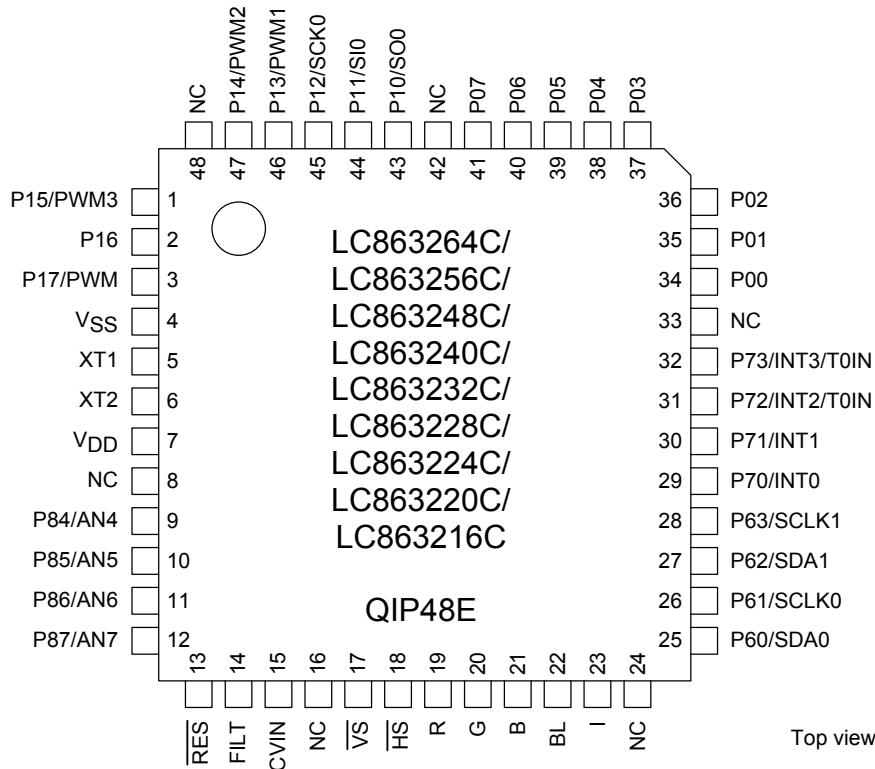 NC
P14/PWM2
P13/PWM1
P12/SCK0
P11/SI0
P10/SO0
NC
P07
P06
P05
P04
P03
48
47
46
45
44
43
42
41
40
39
38
37
P15/PWM3 1
P16 2
P17/PWM 3
VSS 4
XT1 5
XT2 6
VDD 7
NC 8
P84/AN4 9
P85/AN5 10
P86/AN6 11
P87/AN7 12
LC863264C/
LC863256C/
LC863248C/
LC863240C/
LC863232C/
LC863228C/
LC863224C/
LC863220C/
LC863216C
QIP48E
36 P02
35 P01
34 P00
33 NC
32 P73/INT3/T0IN
31 P72/INT2/T0IN
30 P71/INT1
29 P70/INT0
28 P63/SCLK1
27 P62/SDA1
26 P61/SCLK0
25 P60/SDA0
13
14
15
16
17
18
19
20
21
22
23
24
RES
FILT
CVIN
NC
VS
HS
R
G
B
BL
I
NC
Top view